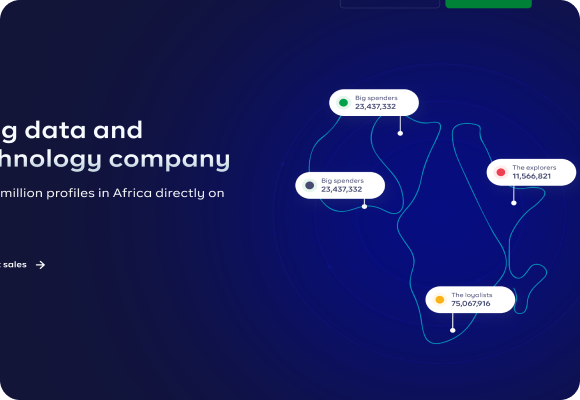 g data and
hnology company
million profiles in Africa directly on
sales
Big spenders
23,437,332
The explorers
11,566,821
Big spenders
23,437,332
The loyalists
75,067,916